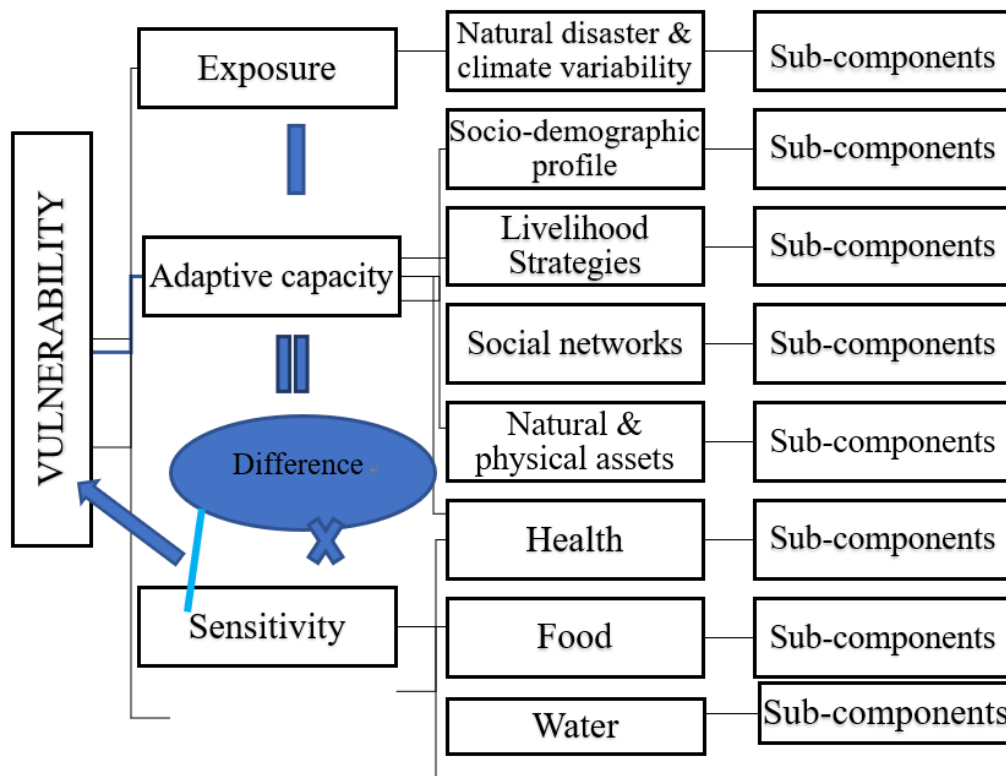 VULNERABILITY
Exposure
Adaptive capacity
Difference
Sensitivity
Natural disaster &
climate variability
Socio-demographic
profile
Livelihood
Strategies
Social networks
Natural &
physical assets
Health
Food
Water
Sub-components
Sub-components
Sub-components
Sub-components
Sub-components
Sub-components
Sub-components
Sub-components